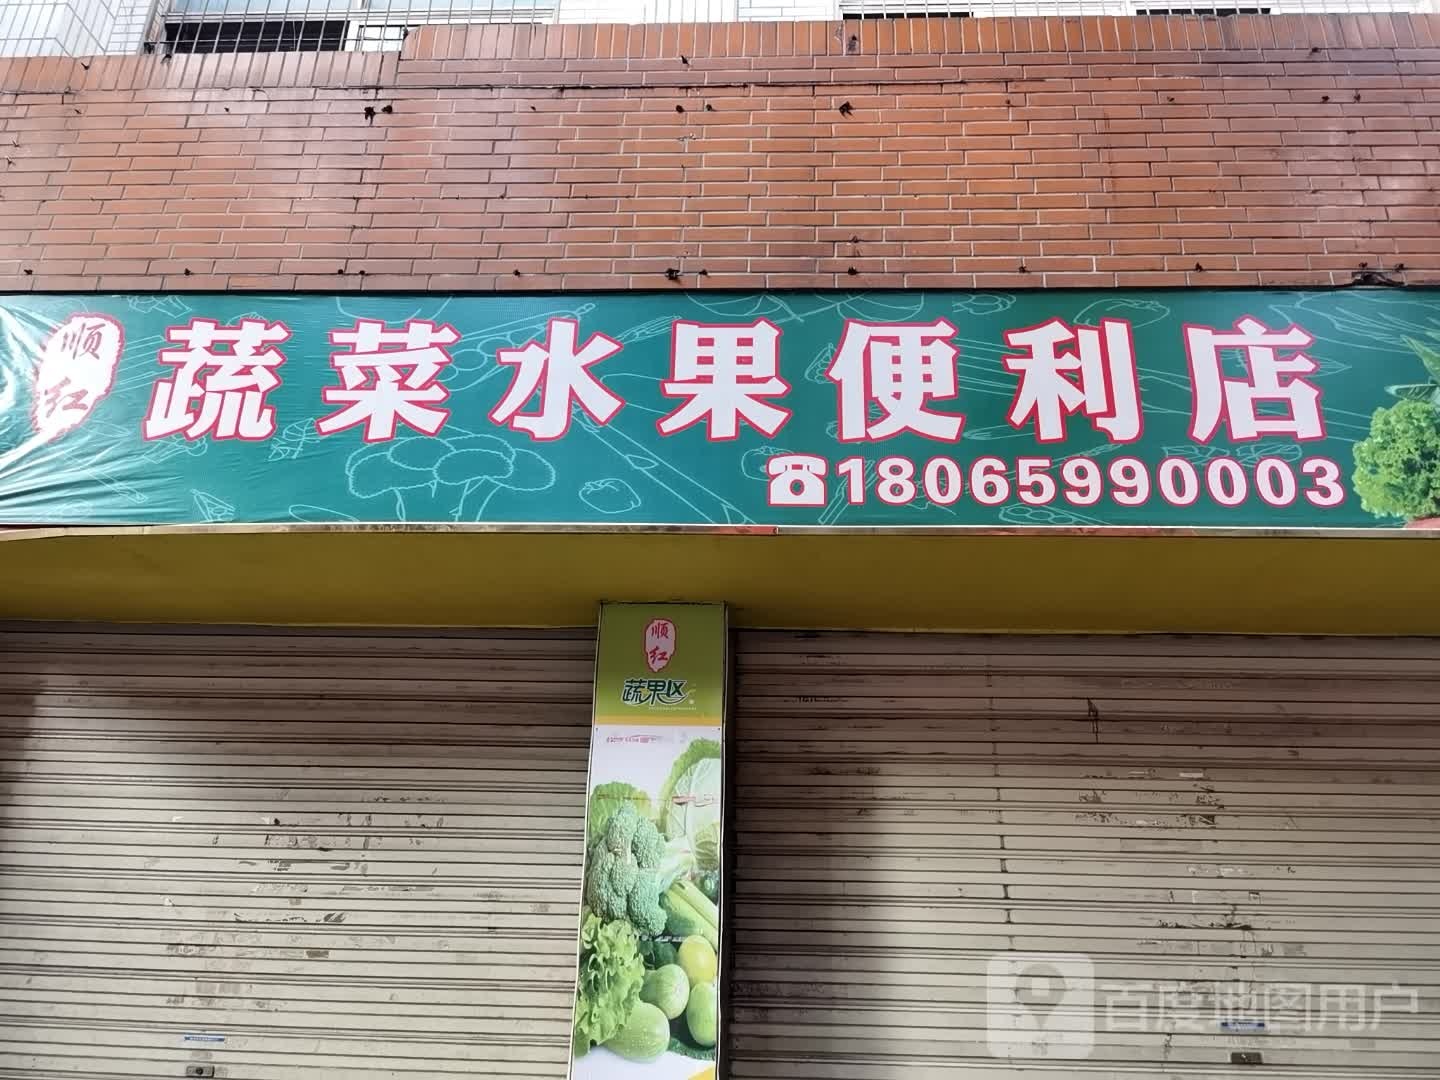 顺红
蔬菜水果便利店
☎18065990003
顺红
蔬果区
百度地图用户